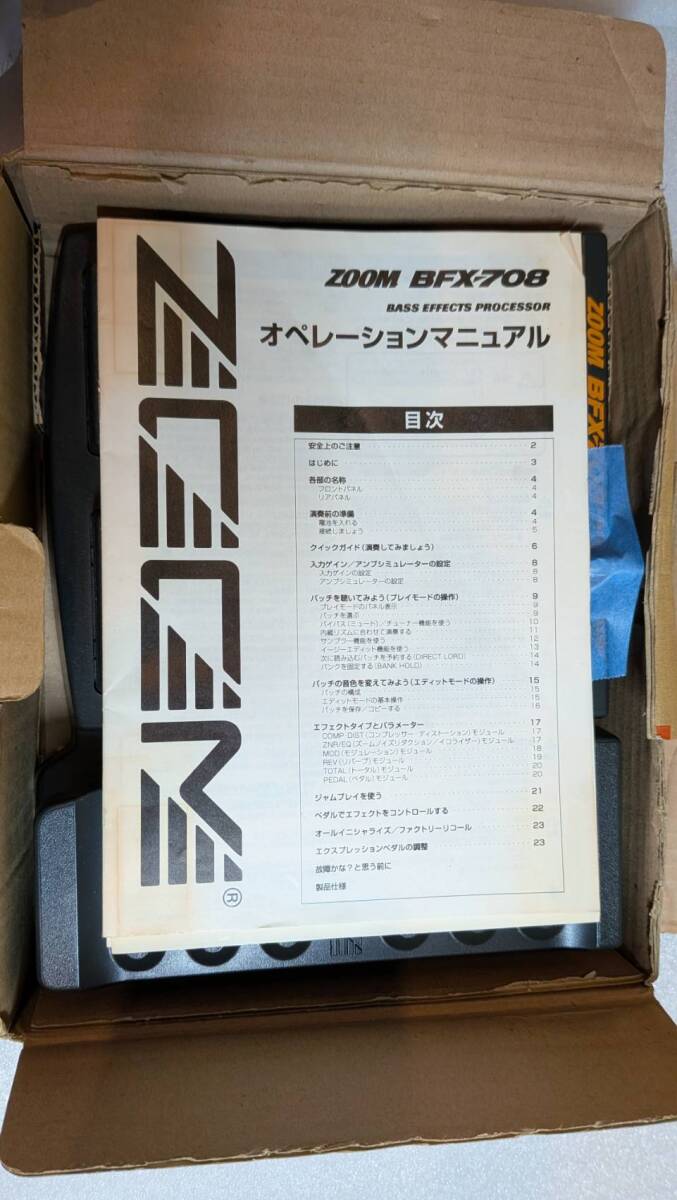 ZOOM BFX-708
BASS EFFECTS PROCESSOR
オペレーションマニュアル
ZOOM
®
目次
安全上のご注意 2
はじめに 3
各部の名称 4
フロントパネル 4
リアパネル 4
演奏前の準備 4
電池を入れる 4
接続しましょう 5
クイックガイド（演奏してみましょう） 6
入力ゲイン／アンプシミュレーターの設定 8
入力ゲインの設定 8
アンプシミュレーターの設定 8
パッチを聴いてみよう（プレイモードの操作） 9
プレイモードのパネル表示 9
パッチを選ぶ 9
バイパス（ミュート）／チューナー機能を使う 10
内蔵リズムに合わせて演奏する 11
サンプラー機能を使う 12
イージーエディット機能を使う 13
次に読み込むパッチを予約する（DIRECT LORD） 14
バンクを固定する（BANK HOLD） 14
パッチの音色を変えてみよう（エディットモードの操作） 15
パッチの構成 15
エディットモードの基本操作 15
パッチを保存／コピーする 16
エフェクトタイプとパラメーター 17
COMP・DIST（コンプレッサー・ディストーション）モジュール 17
ZNR/EQ（ズームノイズリダクション／イコライザー）モジュール 17
MOD（モジュレーション）モジュール 18
REV（リバーブ）モジュール 19
TOTAL（トータル）モジュール 20
PEDAL（ペダル）モジュール 20
ジャムプレイを使う 21
ペダルでエフェクトをコントロールする 22
オールイニシャライズ／ファクトリーリコール 23
エクスプレッションペダルの調整 23
故障かな？と思う前に
製品仕様
ZOOM BFX-